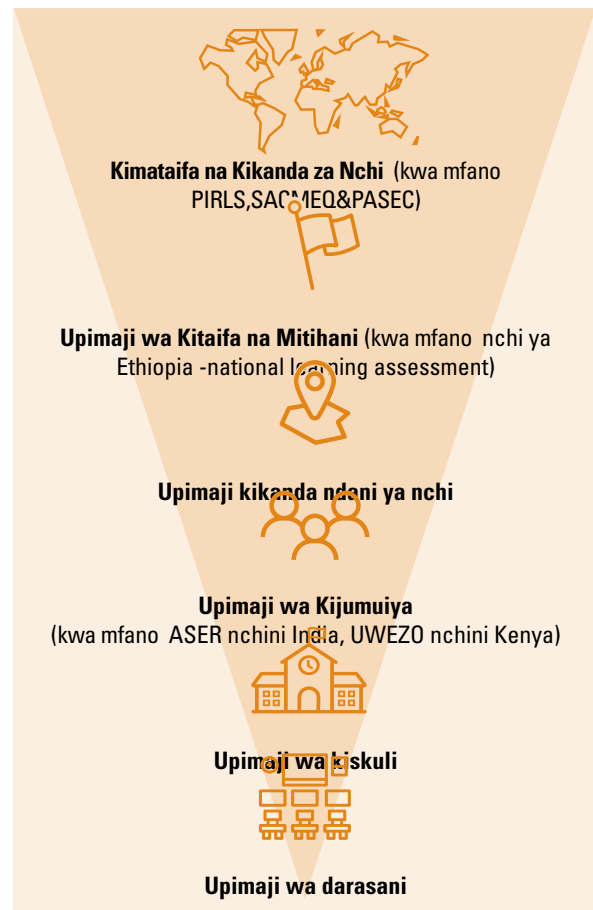 Kimataifa na Kikanda za Nchi (kwa mfano
PIRLS,SACMEQ&PASEC)
Upimaji wa Kitaifa na Mitihani (kwa mfano nchi ya
Ethiopia -national learning assessment)
Upimaji kikanda ndani ya nchi
Upimaji wa Kijumuiya
(kwa mfano ASER nchini India, UWEZO nchini Kenya)
Upimaji wa kiskuli
Upimaji wa darasani